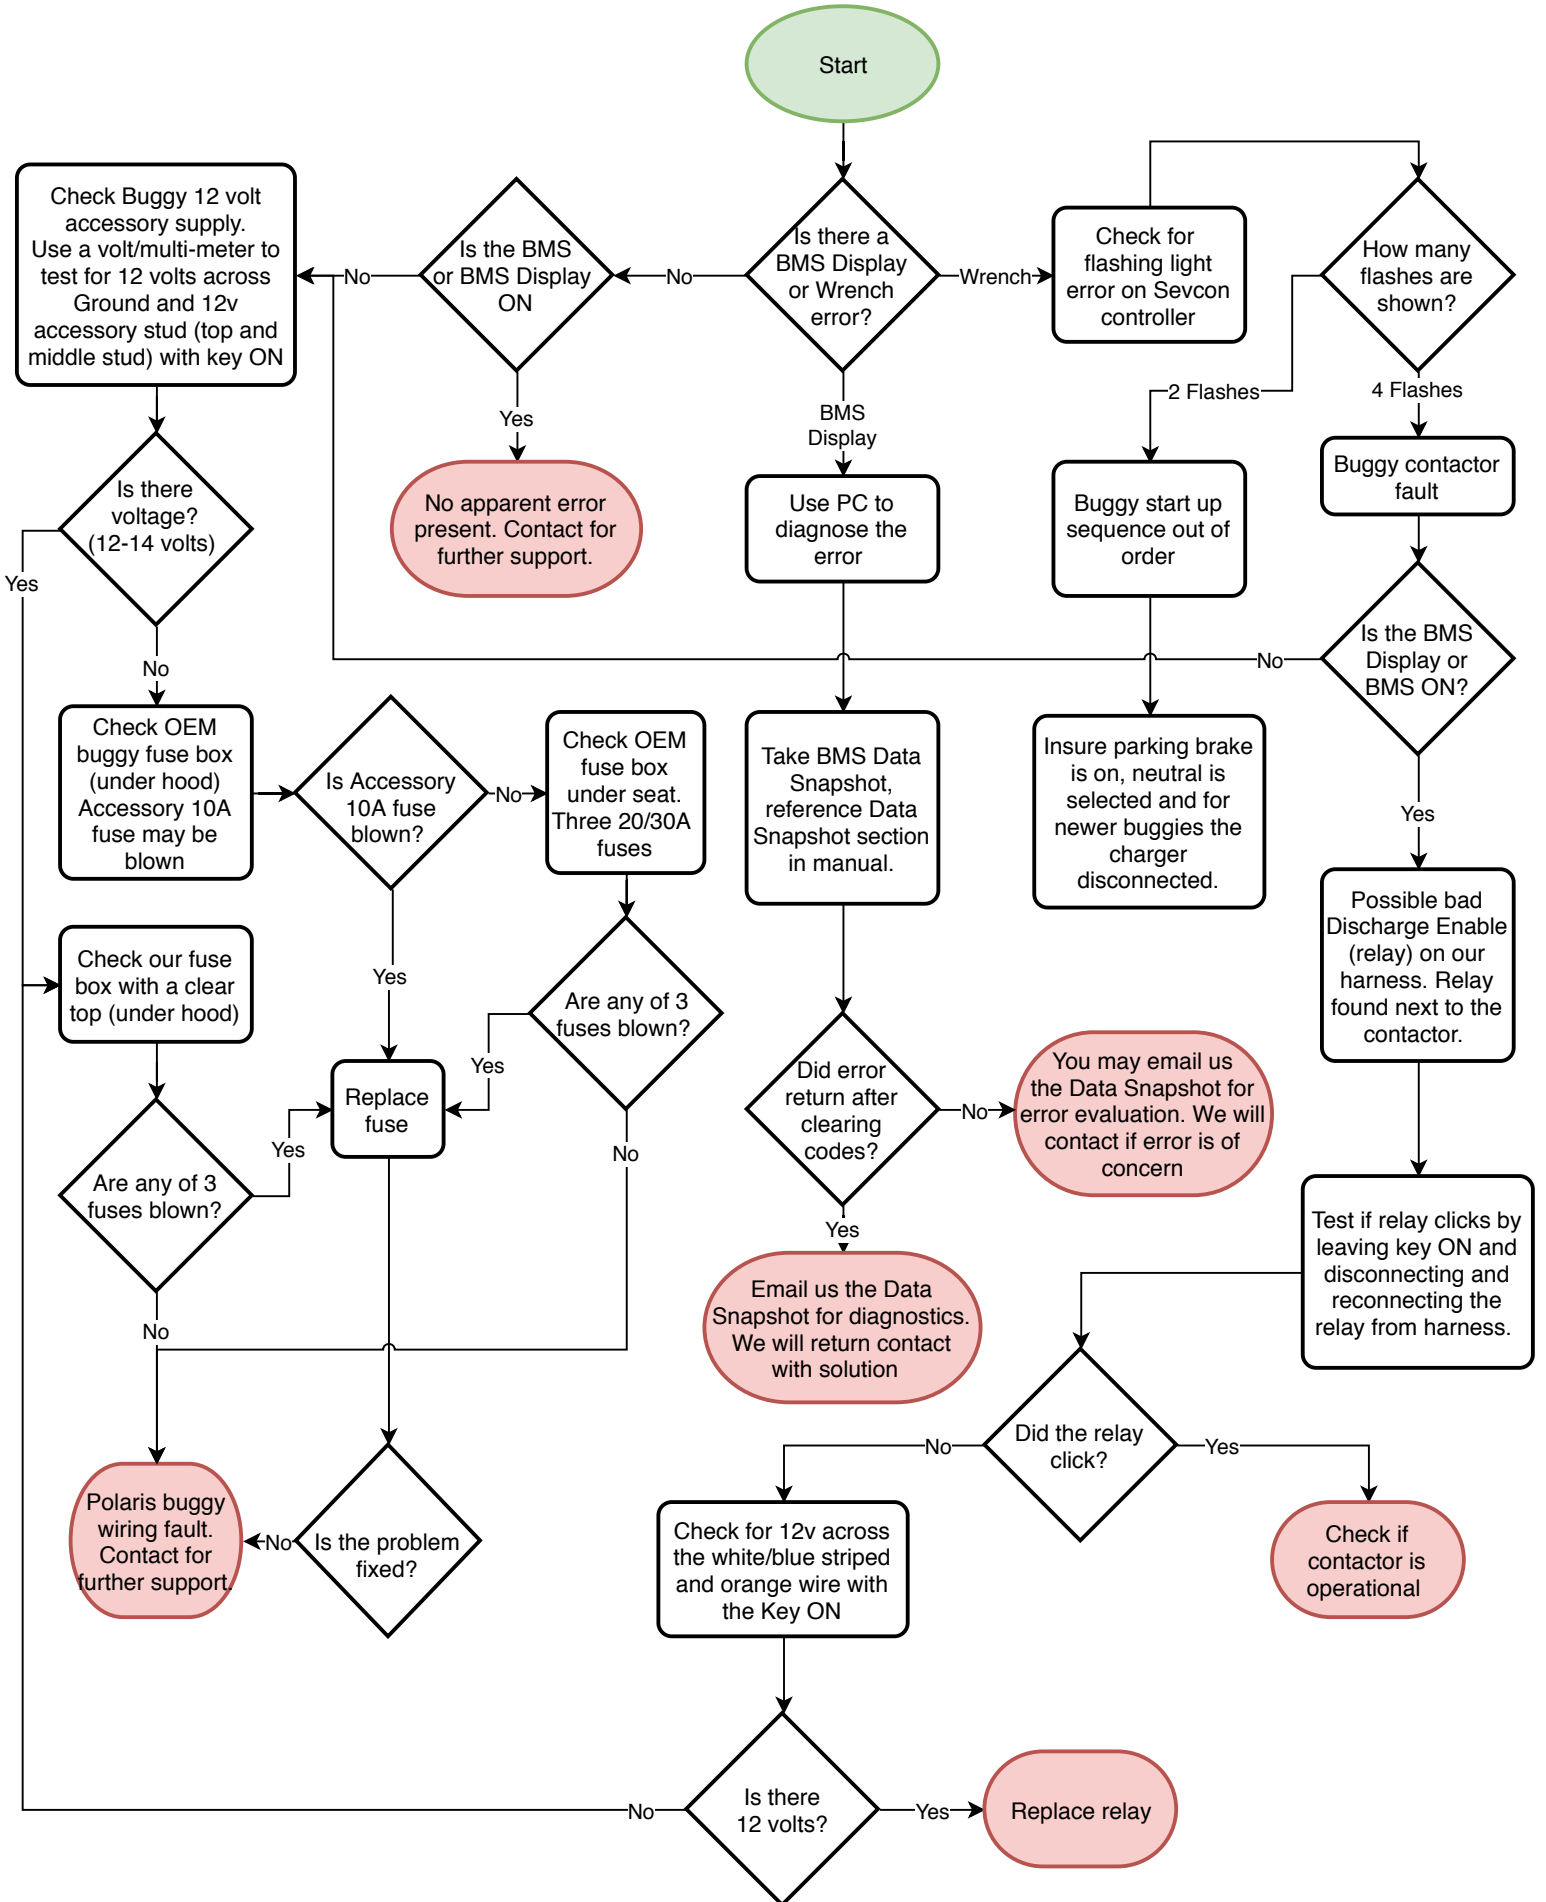 Start
Check Buggy 12 volt
accessory supply.
Use a volt/multi-meter to
test for 12 volts across
Ground and 12v
accessory stud (top and
middle stud) with key ON
No
Is the BMS
or BMS Display
ON
No
Is there a
BMS Display
or Wrench
error?
Wrench
Check for
flashing light
error on Sevcon
controller
How many
flashes are
shown?
Yes
BMS
Display
2 Flashes
4 Flashes
No apparent error
present. Contact for
further support.
Use PC to
diagnose the
error
Buggy start up
sequence out of
order
Buggy contactor
fault
Is there
voltage?
(12-14 volts)
Yes
No
Is the BMS
Display or
BMS ON?
No
Check OEM
buggy fuse box
(under hood)
Accessory 10A
fuse may be
blown
Is Accessory
10A fuse
blown?
No
Check OEM
fuse box
under seat.
Three 20/30A
fuses
Take BMS Data
Snapshot,
reference Data
Snapshot section
in manual.
Insure parking brake
is on, neutral is
selected and for
newer buggies the
charger
disconnected.
Yes
Possible bad
Discharge Enable
(relay) on our
harness. Relay
found next to the
contactor.
Check our fuse
box with a clear
top (under hood)
Yes
Are any of 3
fuses blown?
Yes
Replace
fuse
Did error
return after
clearing
codes?
No
You may email us
the Data Snapshot for
error evaluation. We will
contact if error is of
concern
Yes
Are any of 3
fuses blown?
No
Yes
Email us the Data
Snapshot for diagnostics.
We will return contact
with solution
Test if relay clicks by
leaving key ON and
disconnecting and
reconnecting the
relay from harness.
No
No
Did the relay
click?
Yes
Polaris buggy
wiring fault.
Contact for
further support.
No
Is the problem
fixed?
Check for 12v across
the white/blue striped
and orange wire with
the Key ON
Check if
contactor is
operational
No
Is there
12 volts?
Yes
Replace relay